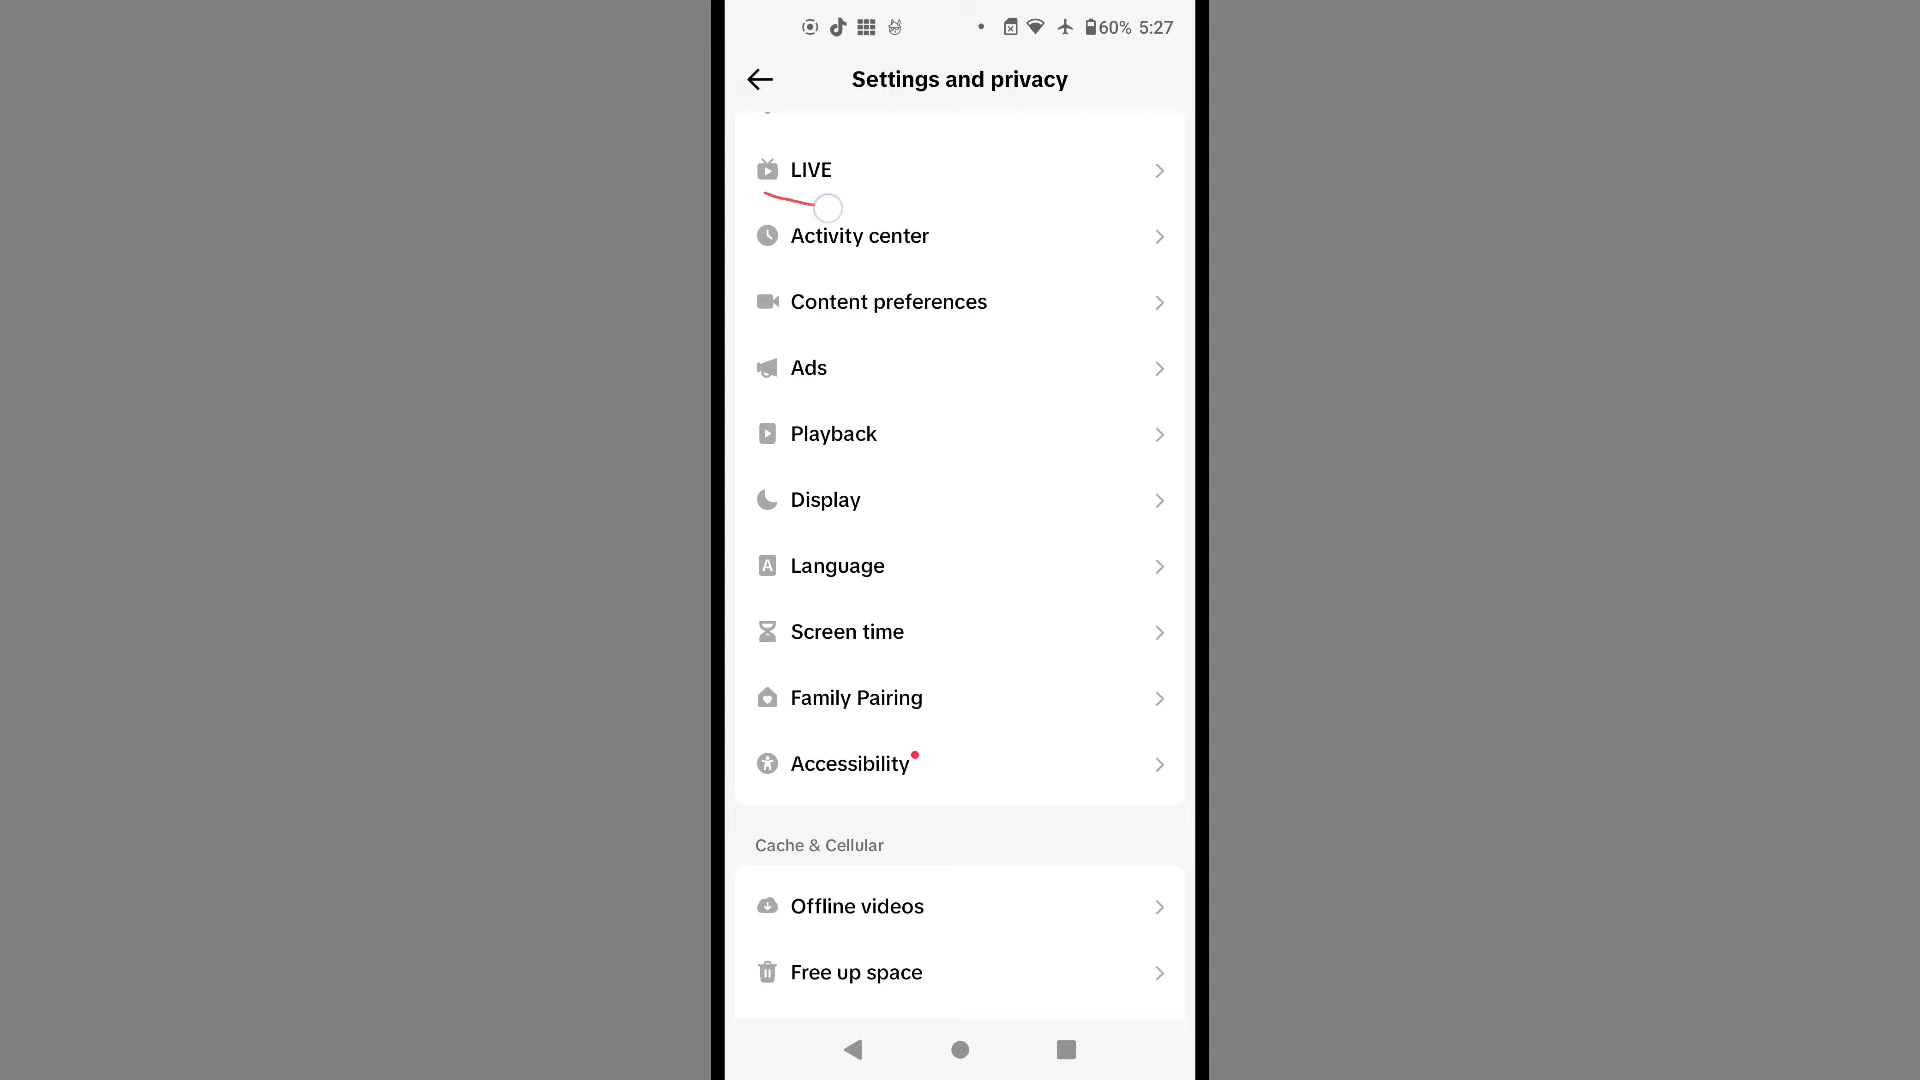 60% 5:27
Settings and privacy
LIVE
Activity center
Content preferences
Ads
Playback
Display
Language
Screen time
Family Pairing
Accessibility
Cache & Cellular
Offline videos
Free up space